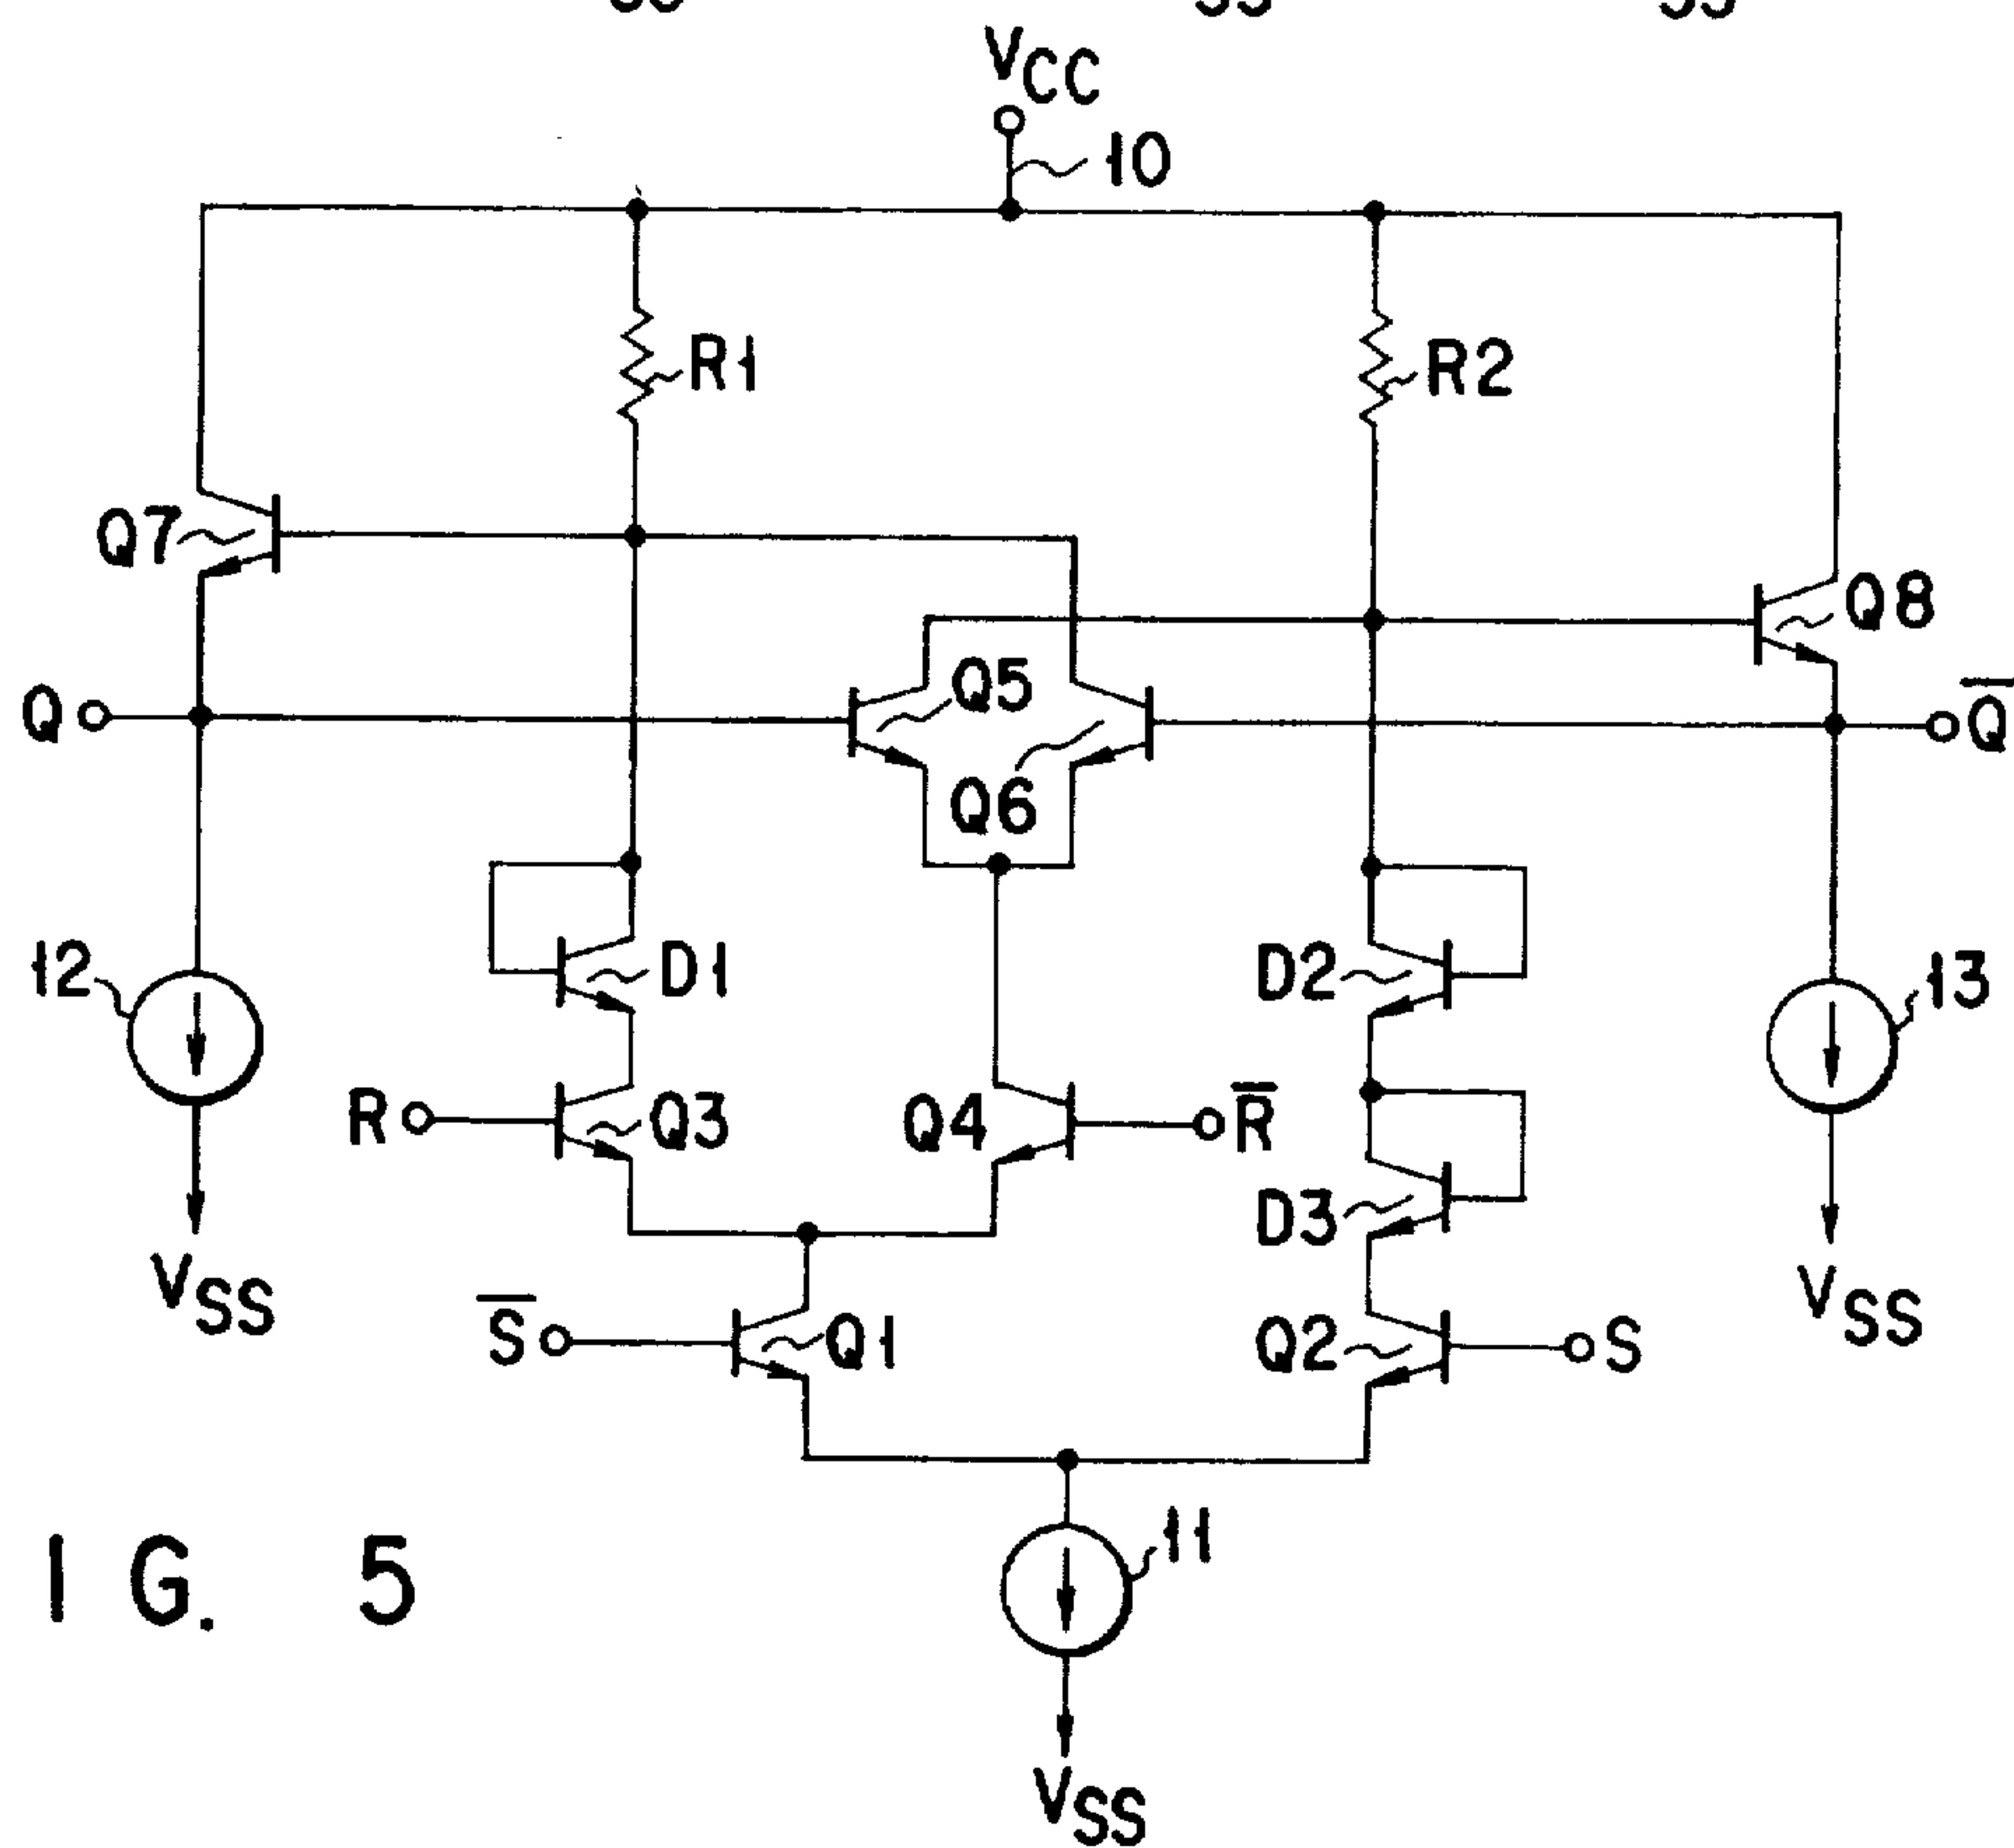 VCC
10
R1
R2
Q7
Q8
Q5
Q
Q̅
Q6
12
D1
D2
13
R
Q3
Q4
R̅
D3
VSS
VSS
S̅
Q1
Q2
S
11
I G. 5
VSS